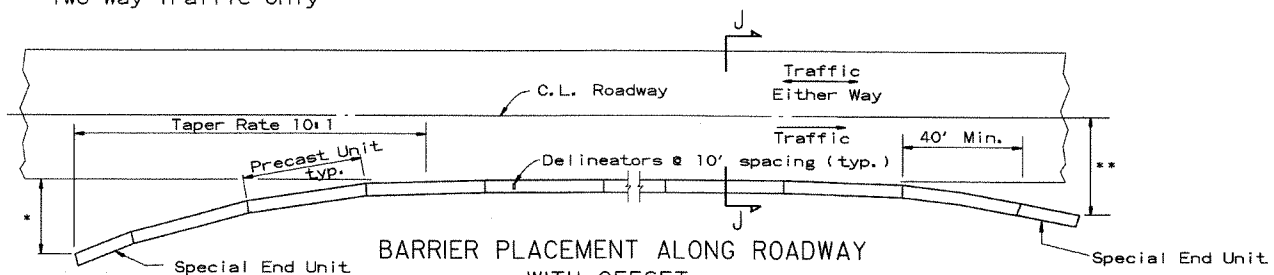 Two Way Traffic Only
J
Traffic
Either Way
C.L. Roadway
Taper Rate 10:1
Traffic
40' Min.
Precast Unit
typ.
Delineators @ 10' spacing (typ.)
*
**
J
BARRIER PLACEMENT ALONG ROADWAY
WITH OFFSET
Special End Unit
Special End Unit